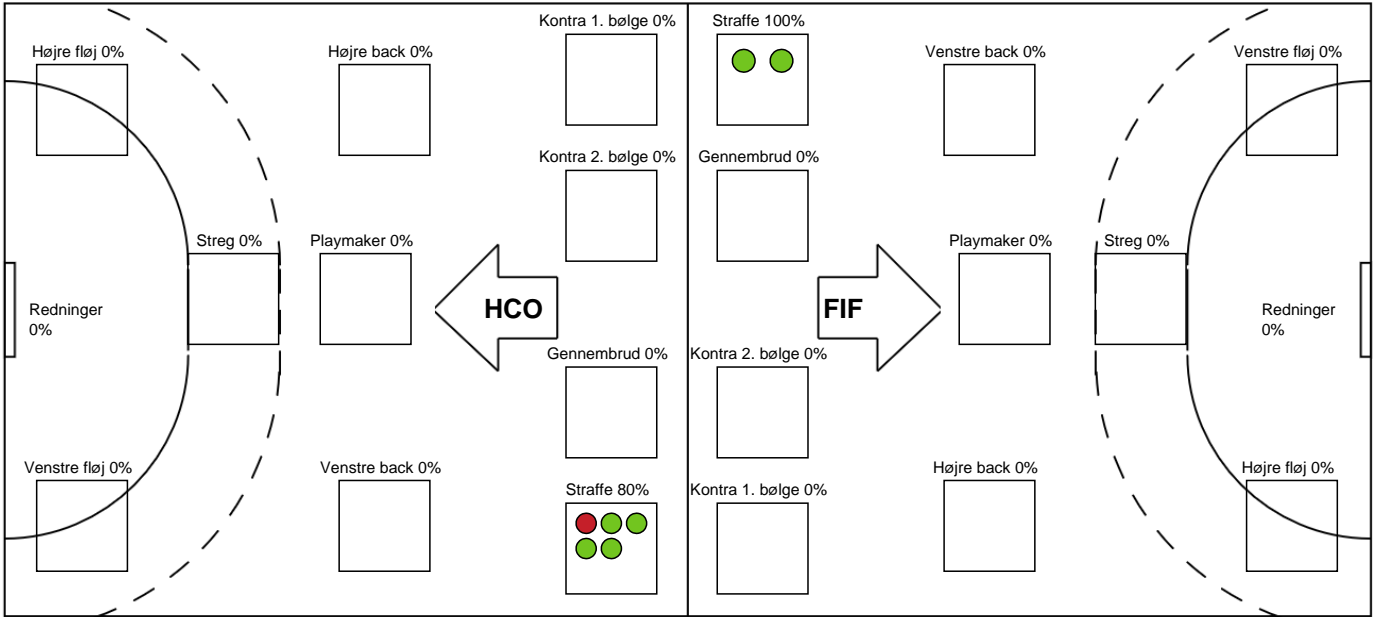 Kontra 1. bølge 0%
Straffe 100%
Højre fløj 0%
Højre back 0%
Venstre back 0%
Venstre fløj 0%
Kontra 2. bølge 0%
Gennembrud 0%
Streg 0%
Playmaker 0%
Playmaker 0%
Streg 0%
Redninger
0%
HCO
FIF
Redninger
0%
Gennembrud 0%
Kontra 2. bølge 0%
Venstre fløj 0%
Venstre back 0%
Højre back 0%
Højre fløj 0%
Straffe 80%
Kontra 1. bølge 0%